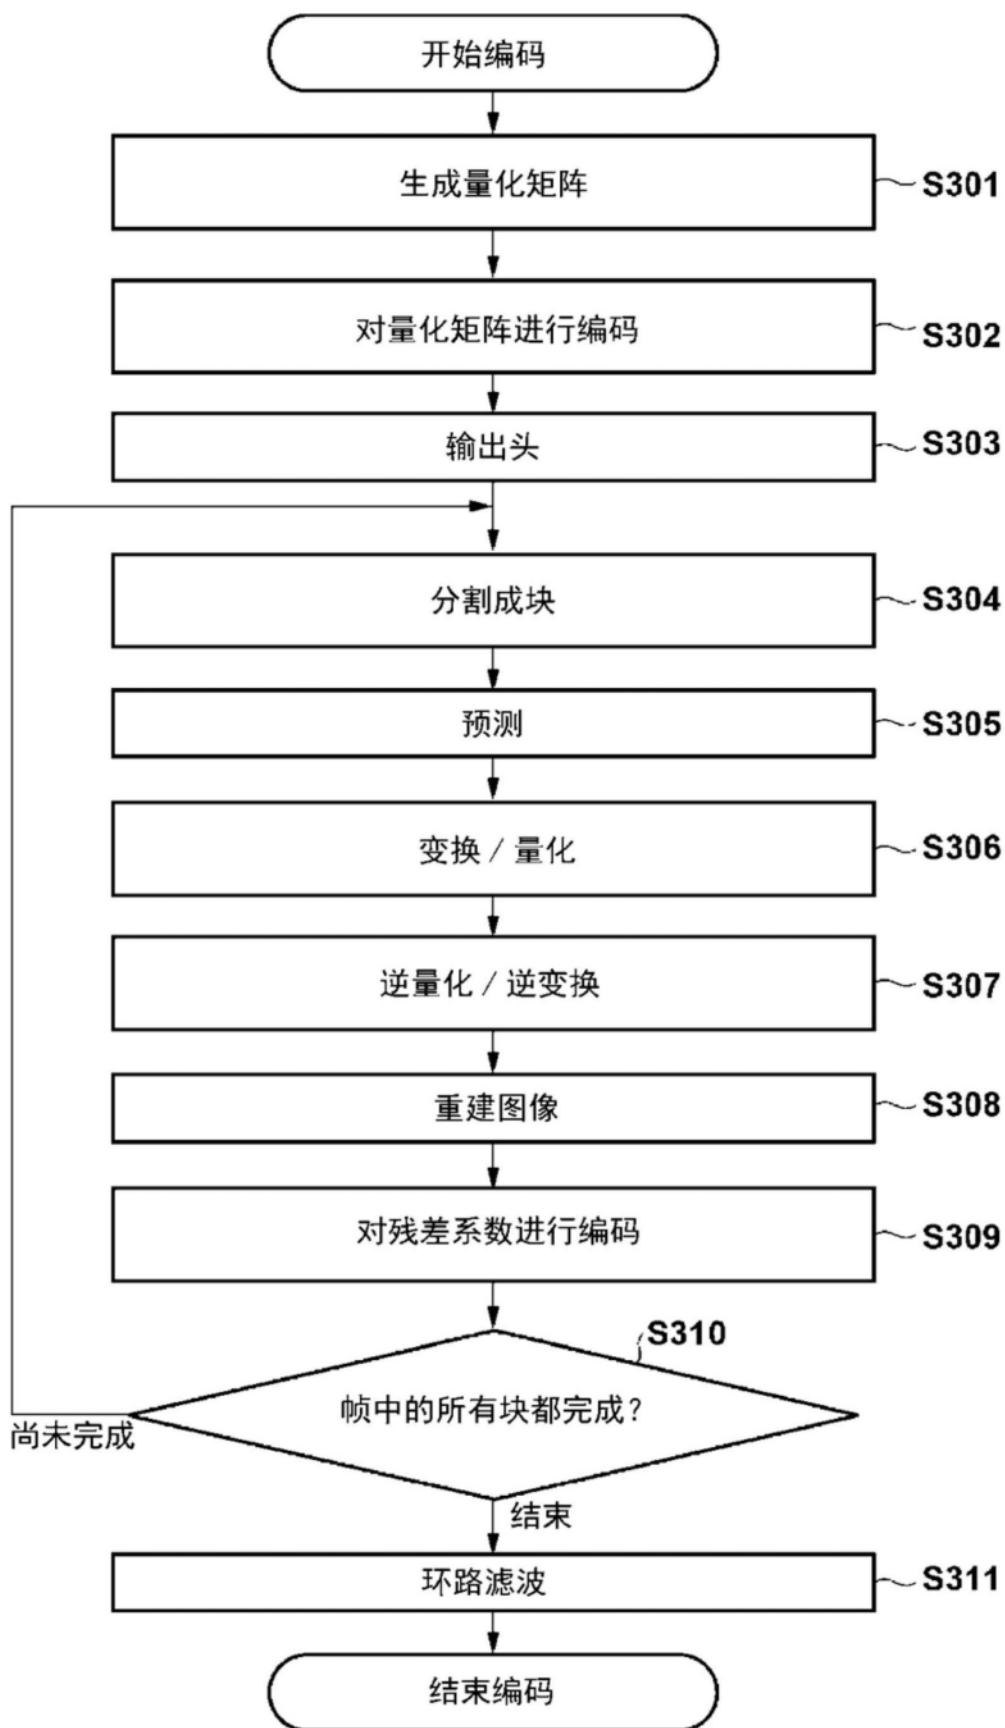 开始编码
生成量化矩阵
S301
对量化矩阵进行编码
S302
输出头
S303
分割成块
S304
预测
S305
变换 / 量化
S306
逆量化 / 逆变换
S307
重建图像
S308
对残差系数进行编码
S309
S310
帧中的所有块都完成?
尚未完成
结束
环路滤波
S311
结束编码